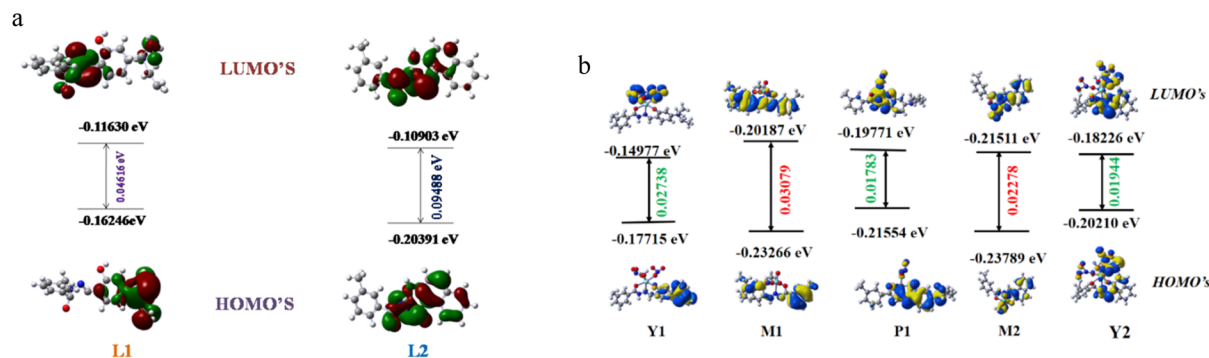 a
LUMO'S
-0.11630 eV
-0.10903 eV
0.04616 eV
0.09488 eV
-0.16246eV
-0.20391 eV
HOMO'S
L1
L2
b
LUMO's
-0.14977 eV
-0.20187 eV
-0.19771 eV
-0.21511 eV
-0.18226 eV
0.02738
0.03079
0.01783
0.02278
0.01944
-0.17715 eV
-0.23266 eV
-0.21554 eV
-0.23789 eV
-0.20210 eV
HOMO's
Y1
M1
P1
M2
Y2